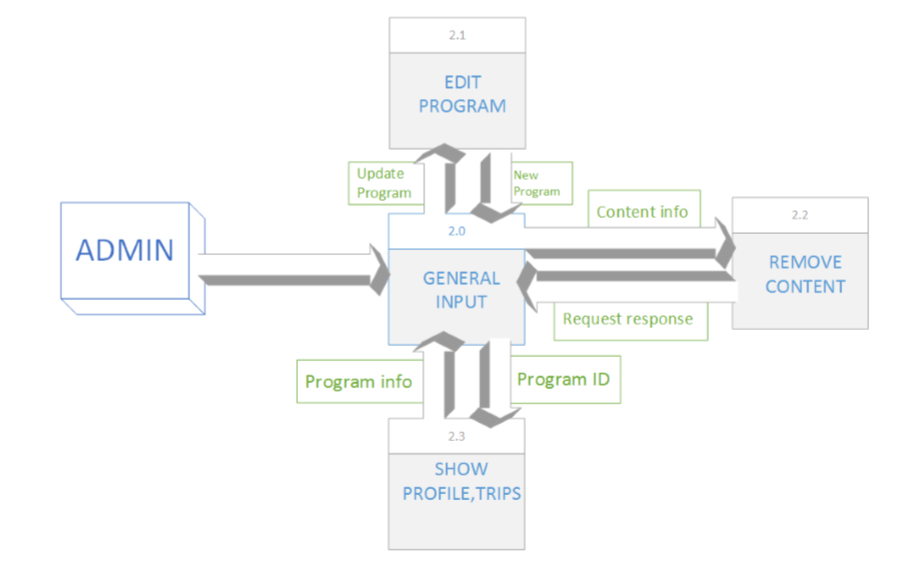 2.1
EDIT
PROGRAM
Update
Program
New
Program
Content info
2.2
ADMIN
2.0
REMOVE
CONTENT
GENERAL
INPUT
Request response
Program info
Program ID
2.3
SHOW
PROFILE,TRIPS